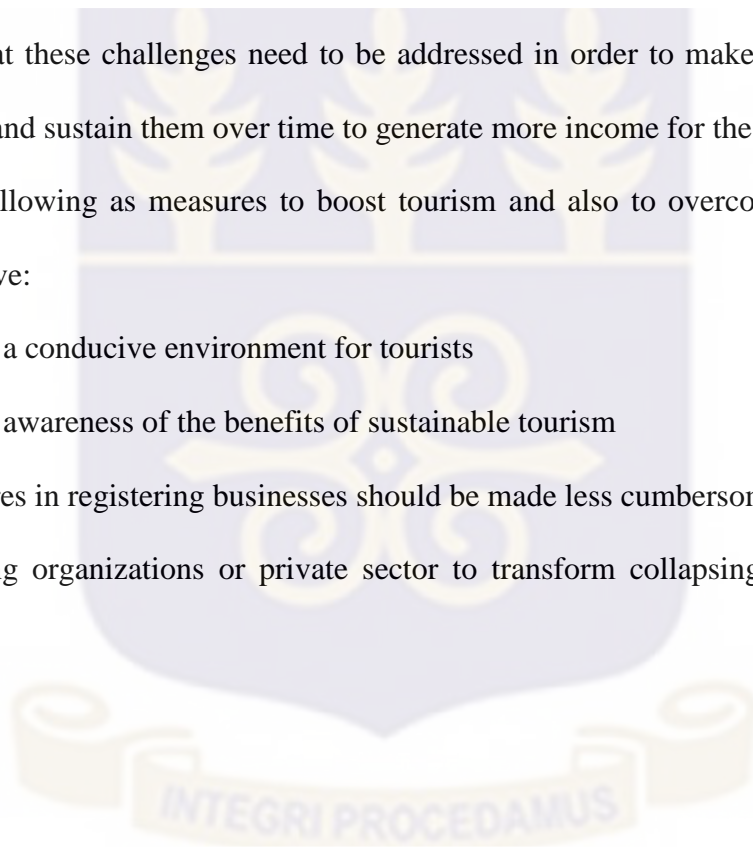 at these challenges need to be addressed in order to make
and sustain them over time to generate more income for the
llowing as measures to boost tourism and also to overco
ve:
a conducive environment for tourists
awareness of the benefits of sustainable tourism
res in registering businesses should be made less cumberson
ng organizations or private sector to transform collapsing
INTEGRI PROCEDAMUS